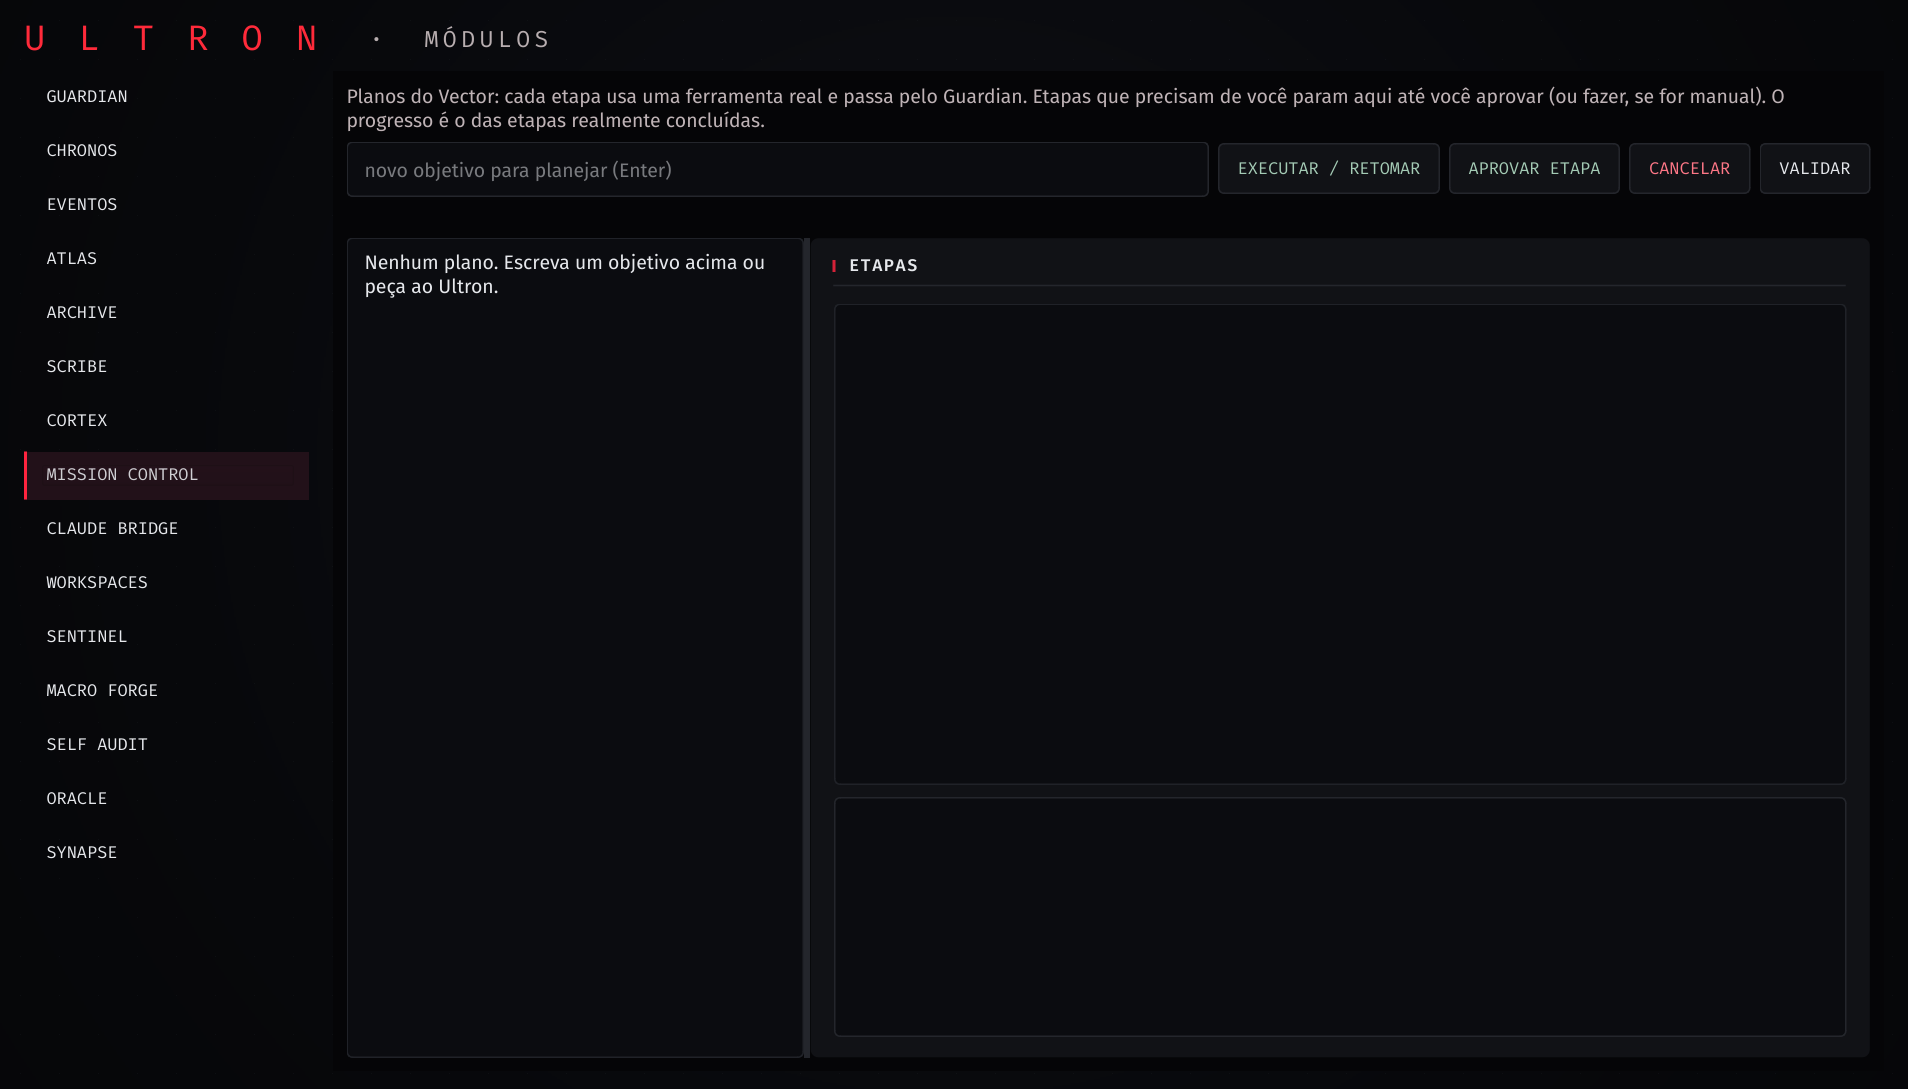 ULTRON · MÓDULOS
GUARDIAN
CHRONOS
EVENTOS
ATLAS
ARCHIVE
SCRIBE
CORTEX
MISSION CONTROL
CLAUDE BRIDGE
WORKSPACES
SENTINEL
MACRO FORGE
SELF AUDIT
ORACLE
SYNAPSE
Planos do Vector: cada etapa usa uma ferramenta real e passa pelo Guardian. Etapas que precisam de você param aqui até você aprovar (ou fazer, se for manual). O
progresso é o das etapas realmente concluídas.
novo objetivo para planejar (Enter)
EXECUTAR / RETOMAR
APROVAR ETAPA
CANCELAR
VALIDAR
Nenhum plano. Escreva um objetivo acima ou
peça ao Ultron.
ETAPAS